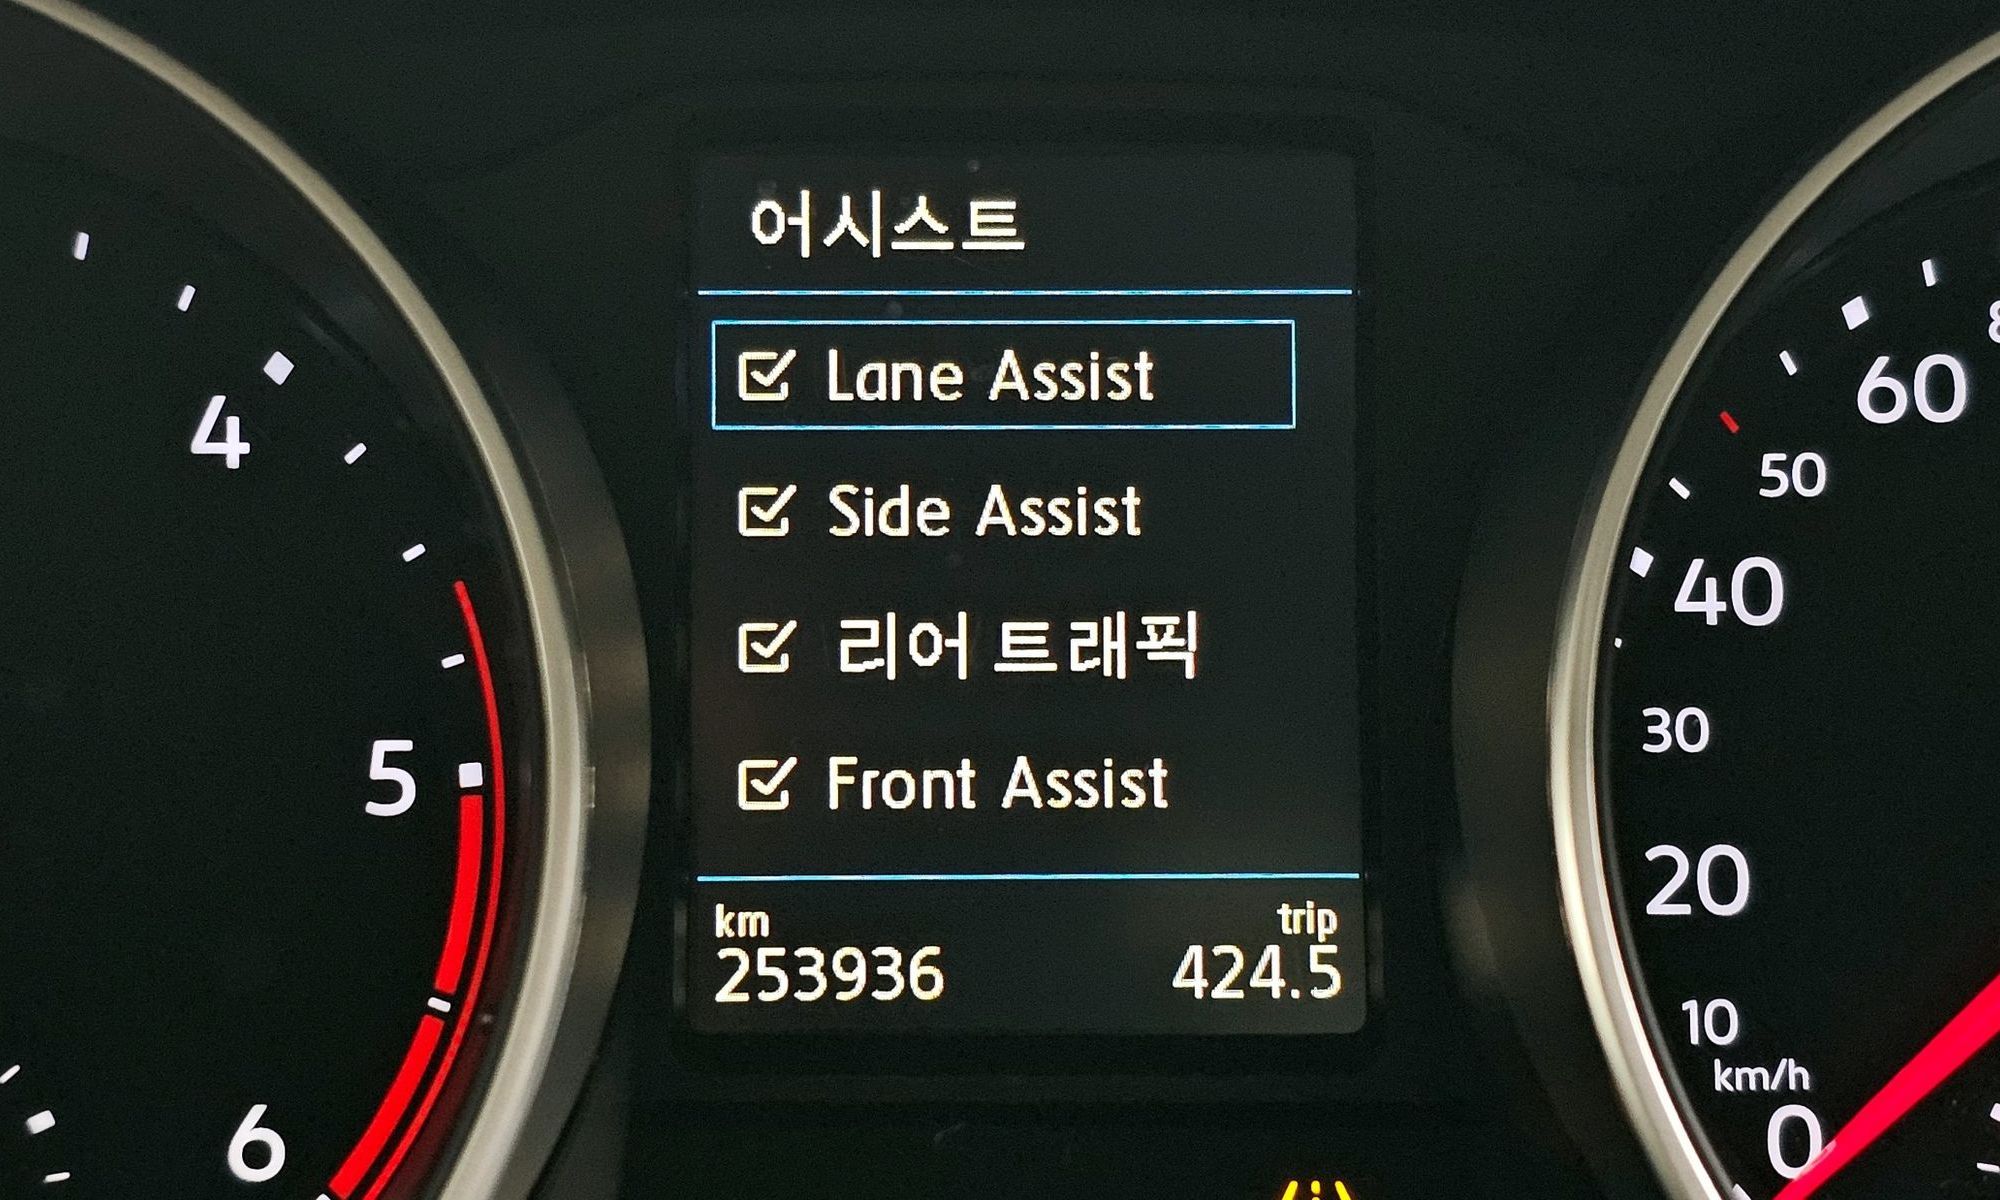 어시스트
Lane Assist
Side Assist
리어 트래픽
Front Assist
km trip
253936 424.5
4
5
6
60
50
40
30
20
10
km/h
0